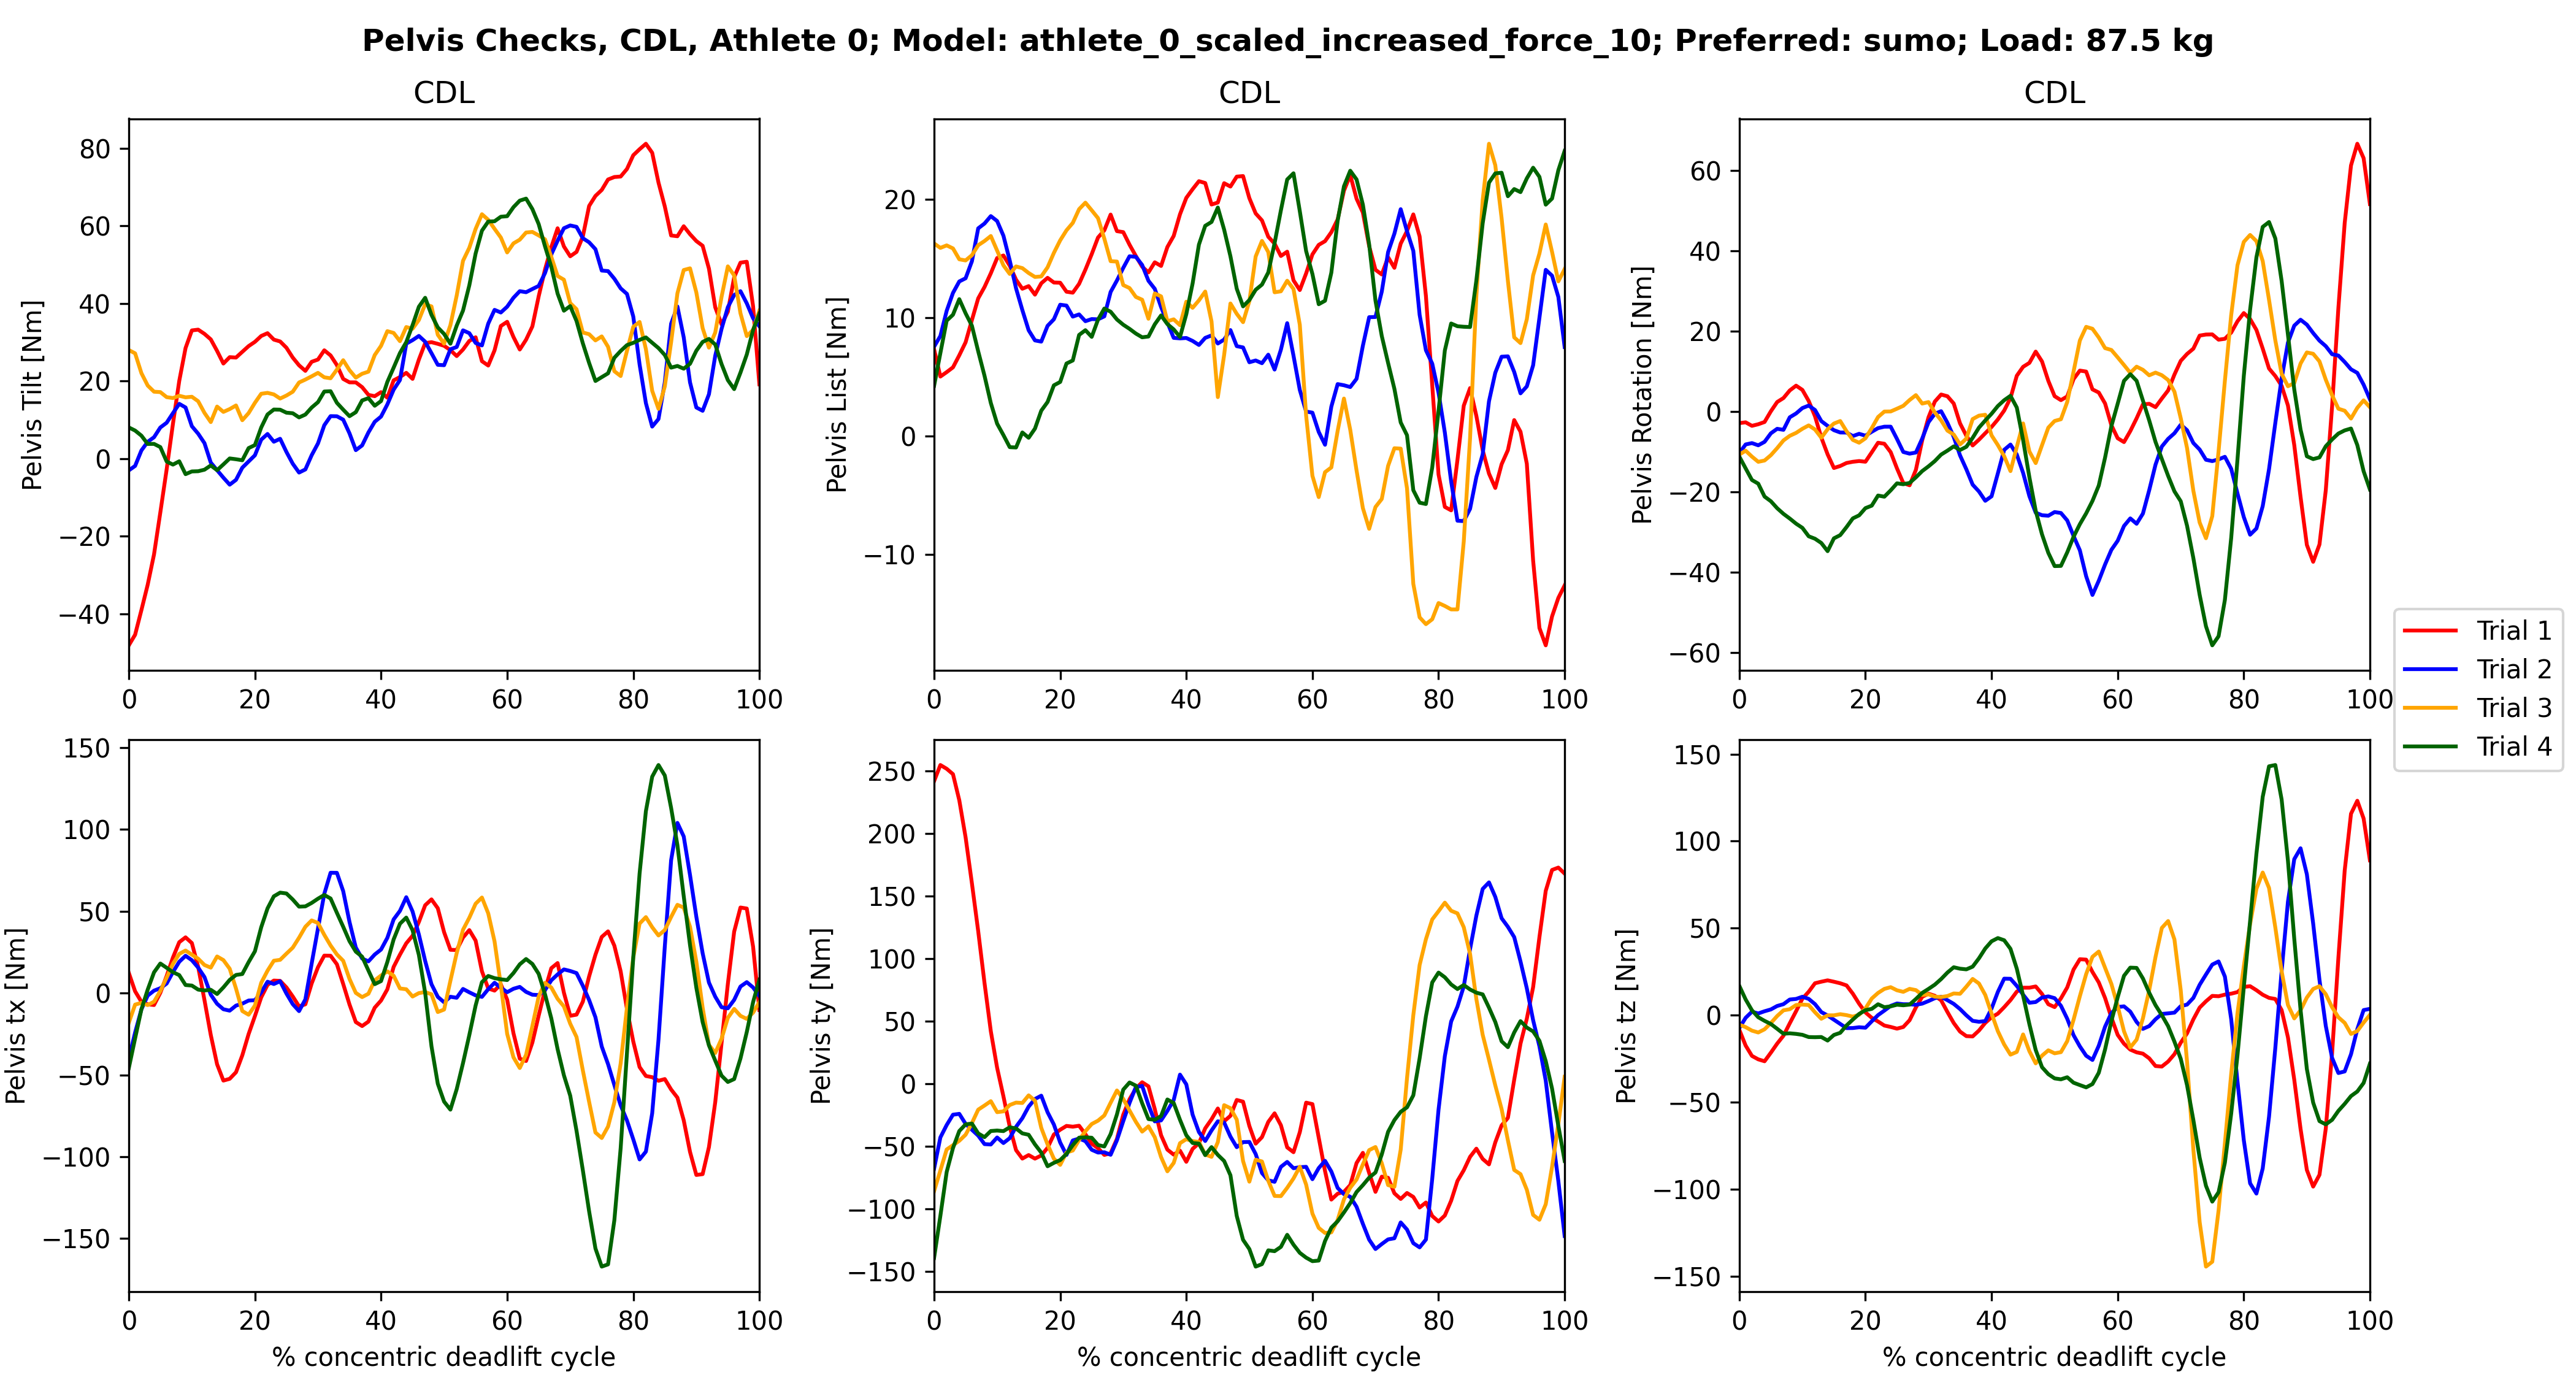 Pelvis Checks, CDL, Athlete 0; Model: athlete_0_scaled_increased_force_10; Preferred: sumo; Load: 87.5 kg
CDL
Pelvis Tilt [Nm]
80
60
40
20
0
−20
−40
0 20 40 60 80 100
CDL
Pelvis List [Nm]
20
10
0
−10
0 20 40 60 80 100
CDL
Pelvis Rotation [Nm]
60
40
20
0
−20
−40
−60
0 20 40 60 80 100
Trial 1
Trial 2
Trial 3
Trial 4
Pelvis tx [Nm]
150
100
50
0
−50
−100
−150
0 20 40 60 80 100
% concentric deadlift cycle
Pelvis ty [Nm]
250
200
150
100
50
0
−50
−100
−150
0 20 40 60 80 100
% concentric deadlift cycle
Pelvis tz [Nm]
150
100
50
0
−50
−100
−150
0 20 40 60 80 100
% concentric deadlift cycle